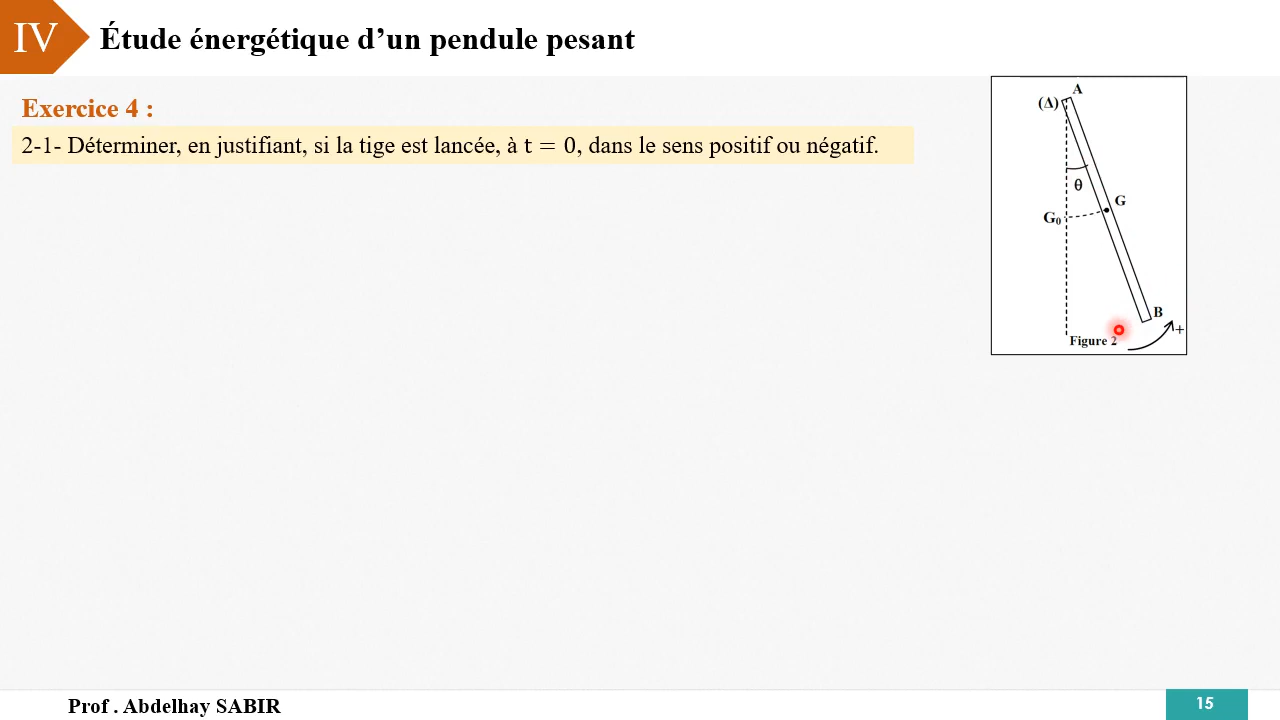 IV
Étude énergétique d’un pendule pesant
Exercice 4 :
2-1- Déterminer, en justifiant, si la tige est lancée, à t = 0, dans le sens positif ou négatif.
A
(Δ)
θ
G
G₀
B
+
Figure 2
Prof . Abdelhay SABIR
15